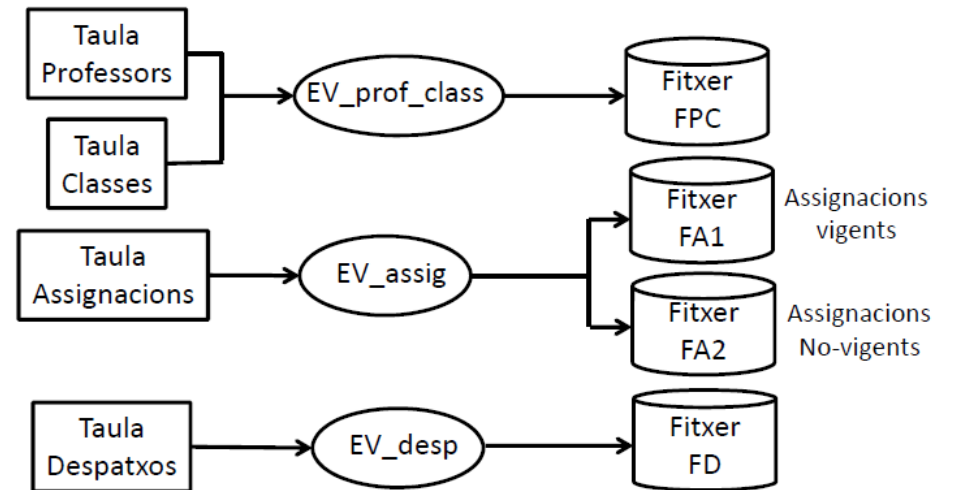 Taula
Professors
EV_prof_class
Fitxer
FPC
Taula
Classes
Fitxer
FA1
Assignacions
vigents
Taula
Assignacions
EV_assig
Fitxer
FA2
Assignacions
No-vigents
Taula
Despatxos
EV_desp
Fitxer
FD